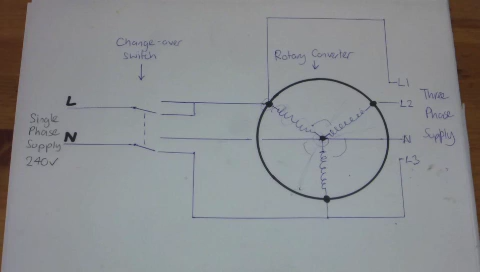 Change-over
switch
Rotary Converter
L
N
Single
Phase
Supply
240v
L1
L2
N
L3
Three
Phase
Supply